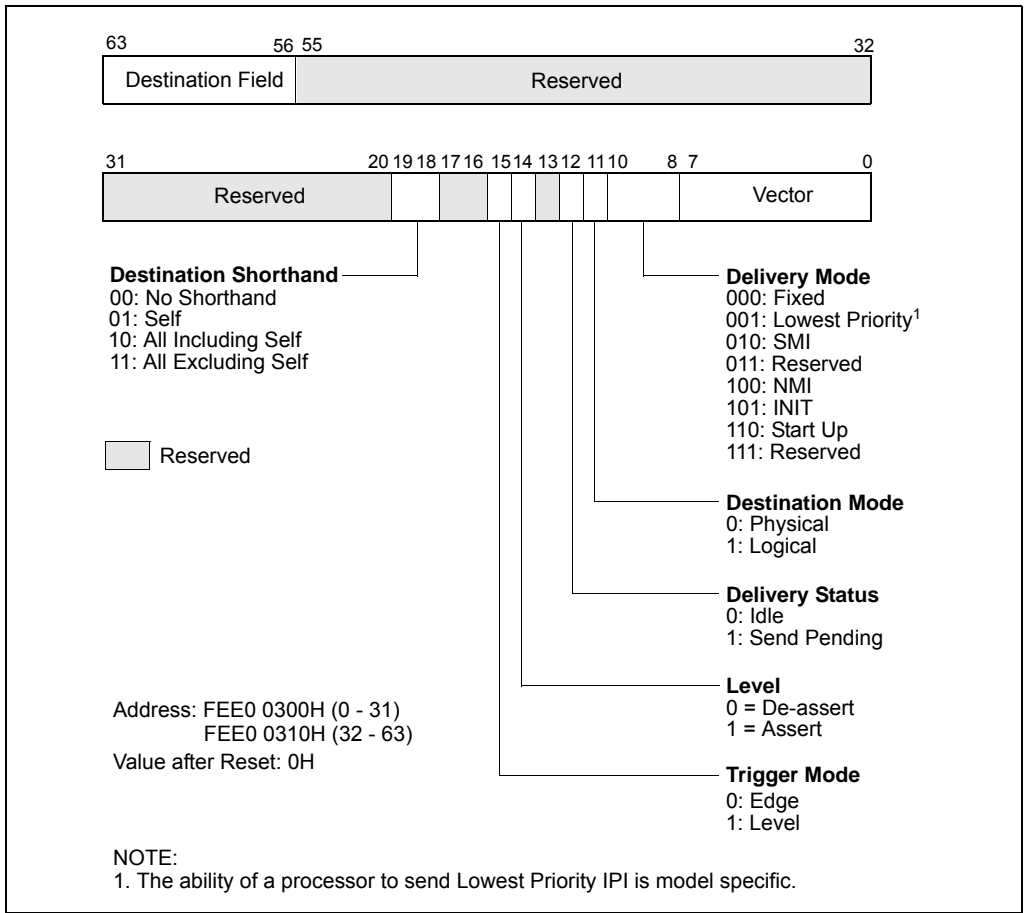 63 56 55 32
Destination Field Reserved
31 20 19 18 17 16 15 14 13 12 11 10 8 7 0
Reserved Vector
Destination Shorthand
00: No Shorthand
01: Self
10: All Including Self
11: All Excluding Self
Reserved
Delivery Mode
000: Fixed
001: Lowest Priority1
010: SMI
011: Reserved
100: NMI
101: INIT
110: Start Up
111: Reserved
Destination Mode
0: Physical
1: Logical
Delivery Status
0: Idle
1: Send Pending
Level
0 = De-assert
1 = Assert
Trigger Mode
0: Edge
1: Level
Address: FEE0 0300H (0 - 31)
FEE0 0310H (32 - 63)
Value after Reset: 0H
NOTE:
1. The ability of a processor to send Lowest Priority IPI is model specific.